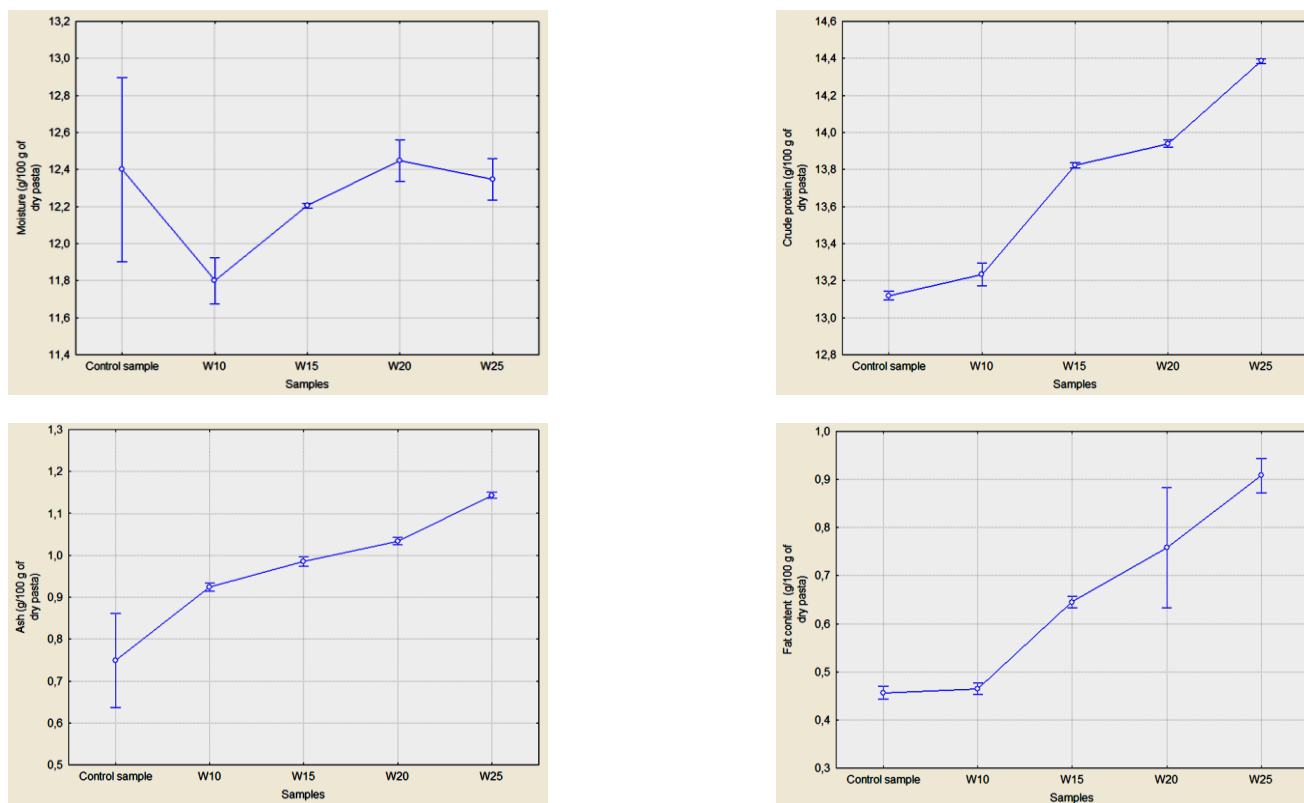 Moisture (g/100 g of
dry pasta)
13,2
13,0
12,8
12,6
12,4
12,2
12,0
11,8
11,6
11,4
Control sample W10 W15 W20 W25
Samples
Crude protein (g/100 g of
dry pasta)
14,6
14,4
14,2
14,0
13,8
13,6
13,4
13,2
13,0
12,8
Control sample W10 W15 W20 W25
Samples
Ash (g/100 g of
dry pasta)
1,3
1,2
1,1
1,0
0,9
0,8
0,7
0,6
0,5
Control sample W10 W15 W20 W25
Samples
Fat content (g/100 g of
dry pasta)
1,0
0,9
0,8
0,7
0,6
0,5
0,4
0,3
Control sample W10 W15 W20 W25
Samples